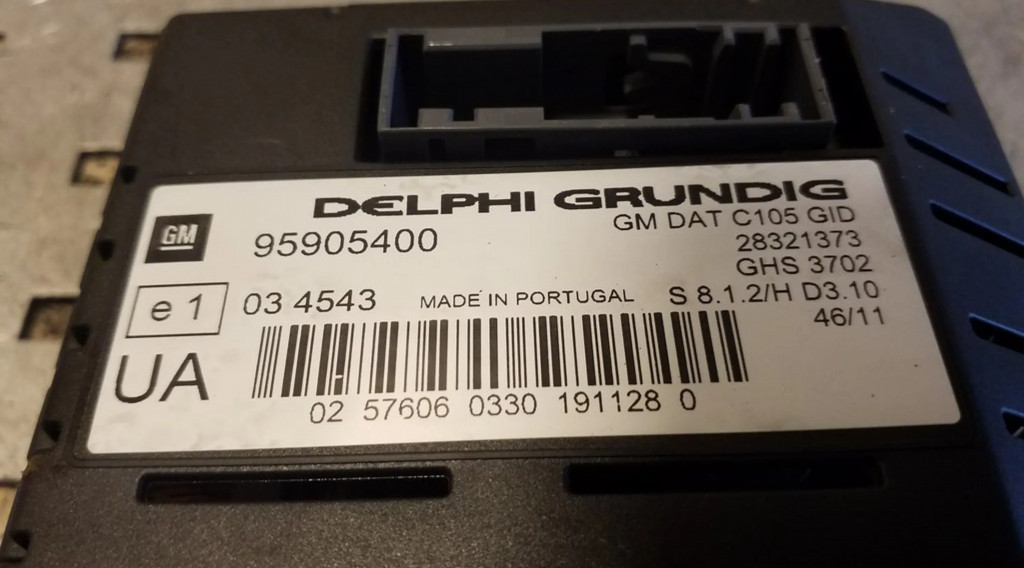 DELPHI GRUNDIG
GM
95905400
GM DAT C105 GID
28321373
GHS 3702
e 1
03 4543
MADE IN PORTUGAL
S 8.1.2/H D3.10
46/11
UA
02 57606 0330 191128 0